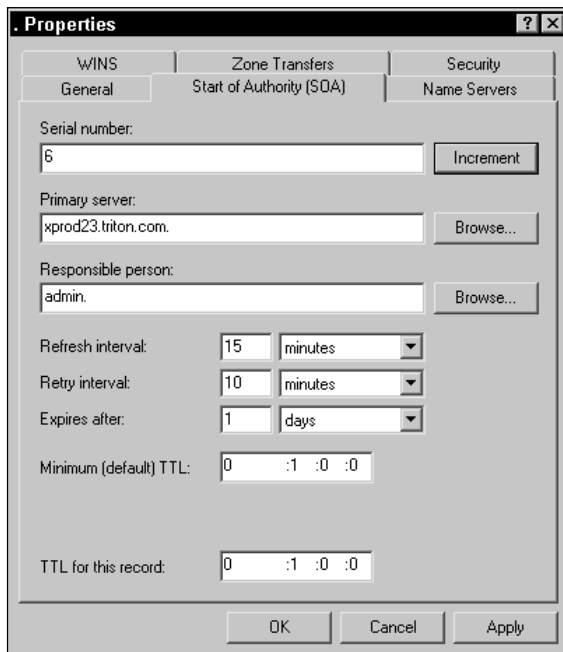 . Properties
WINS Zone Transfers Security
General Start of Authority (SOA) Name Servers
Serial number:
6 Increment
Primary server:
xprod23.triton.com. Browse...
Responsible person:
admin. Browse...
Refresh interval: 15 minutes
Retry interval: 10 minutes
Expires after: 1 days
Minimum (default) TTL: 0 :1 :0 :0
TTL for this record: 0 :1 :0 :0
OK Cancel Apply